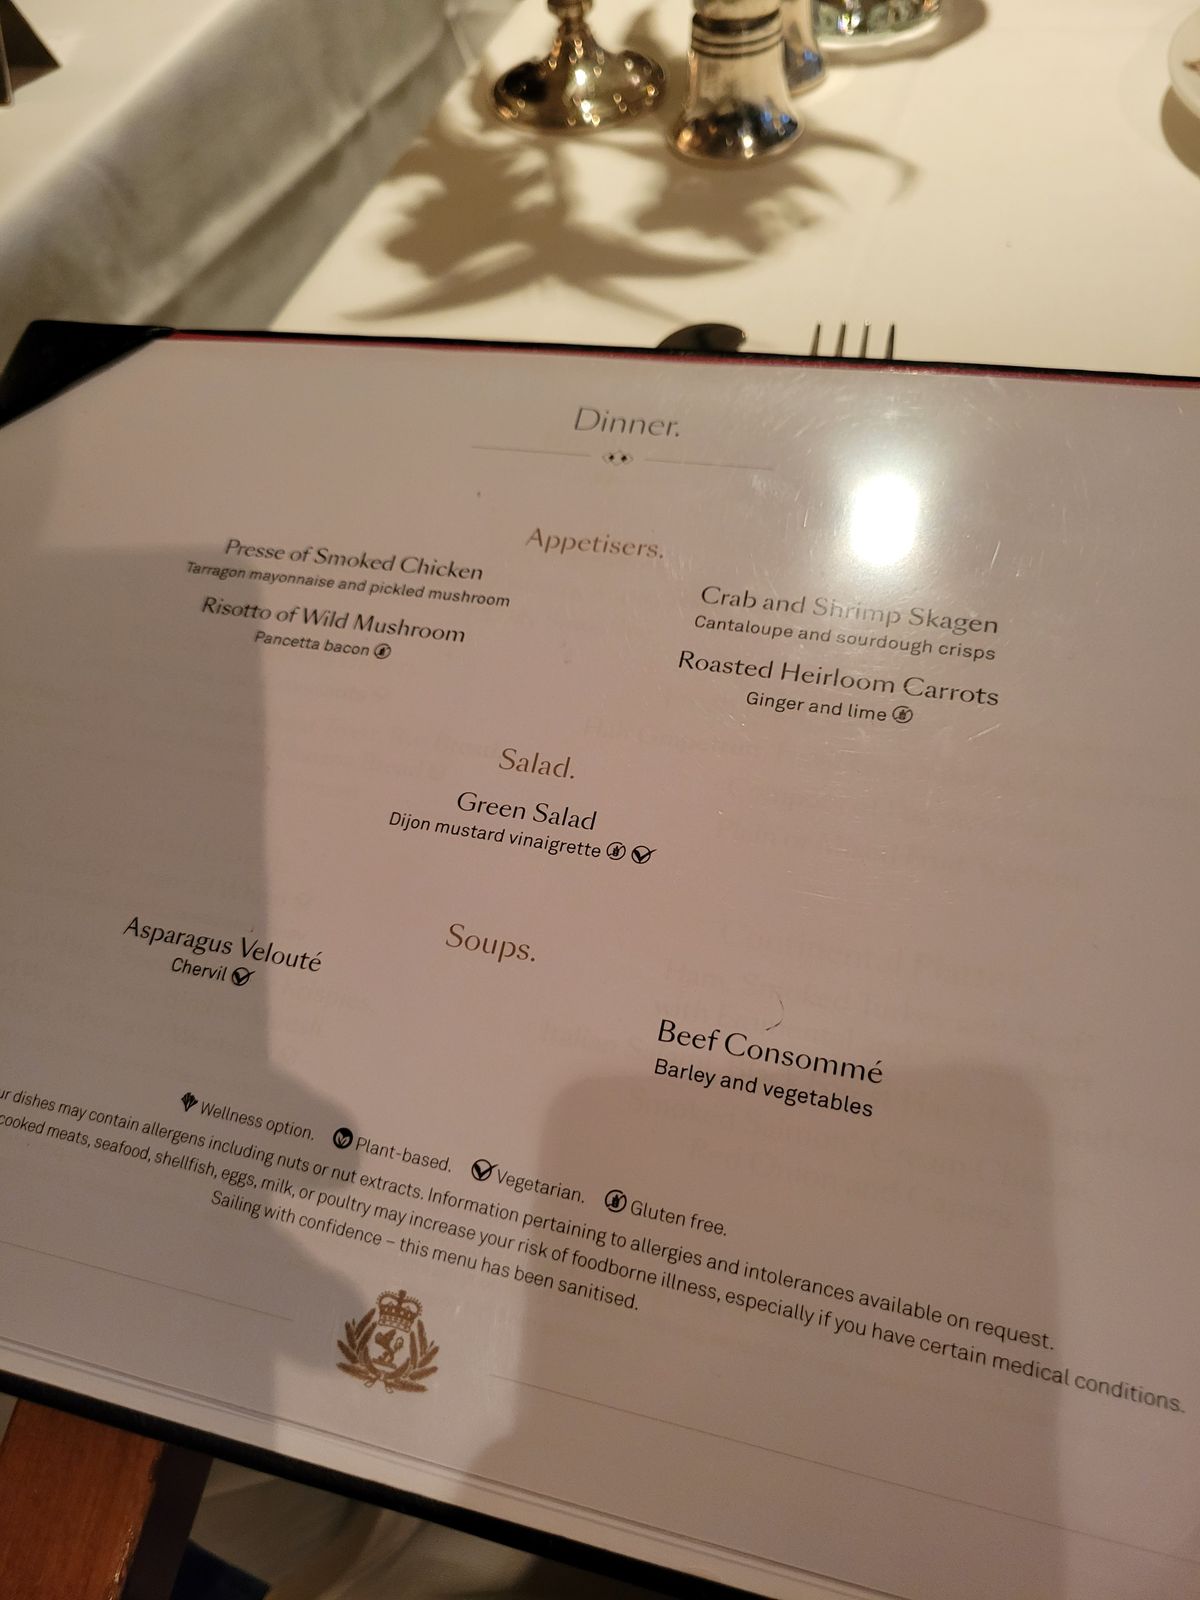 Dinner.
Appetisers.
Presse of Smoked Chicken
Tarragon mayonnaise and pickled mushroom
Risotto of Wild Mushroom
Pancetta bacon
Crab and Shrimp Skagen
Cantaloupe and sourdough crisps
Roasted Heirloom Carrots
Ginger and lime
Salad.
Green Salad
Dijon mustard vinaigrette
Soups.
Asparagus Velouté
Chervil
Beef Consommé
Barley and vegetables
Wellness option. Plant-based. Vegetarian. Gluten free.
dishes may contain allergens including nuts or nut extracts. Information pertaining to allergies and intolerances available on request.
cooked meats, seafood, shellfish, eggs, milk, or poultry may increase your risk of foodborne illness, especially if you have certain medical conditions.
Sailing with confidence – this menu has been sanitised.